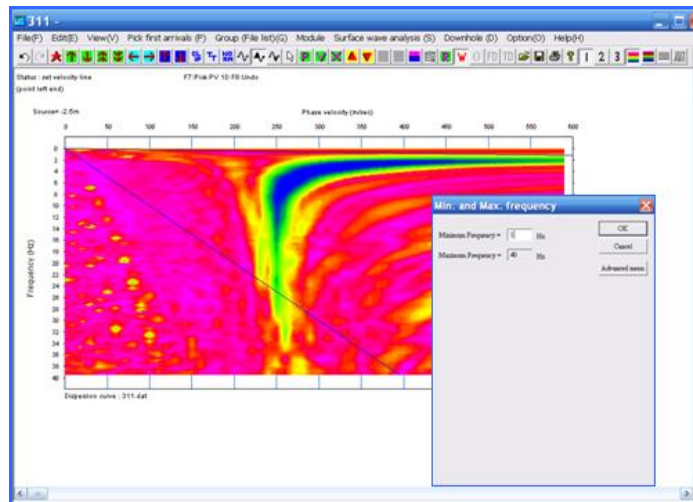 311 -
File(F) Edit(E) View(V) Pick first arrivals (P) Group (File list)(G) Module Surface wave analysis (S) Downhole (D) Option(O) Help(H)
1 2 3
Status : set velocity line F7:Pick PV 10-F8:Undo
(point left end)
Source= -2.5m Phase velocity (m/sec)
0 50 100 150 200 250 300 350 400 450 500 550 600
0
2
4
6
8
10
12
14
16
18
20
22
24
26
28
30
32
34
36
38
40
Frequency (Hz)
Dispersion curve : 311.dat
Min. and Max. frequency
Minimum Frequency = Hz
Maximum Frequency = 40 Hz
OK
Cancel
Advanced menu